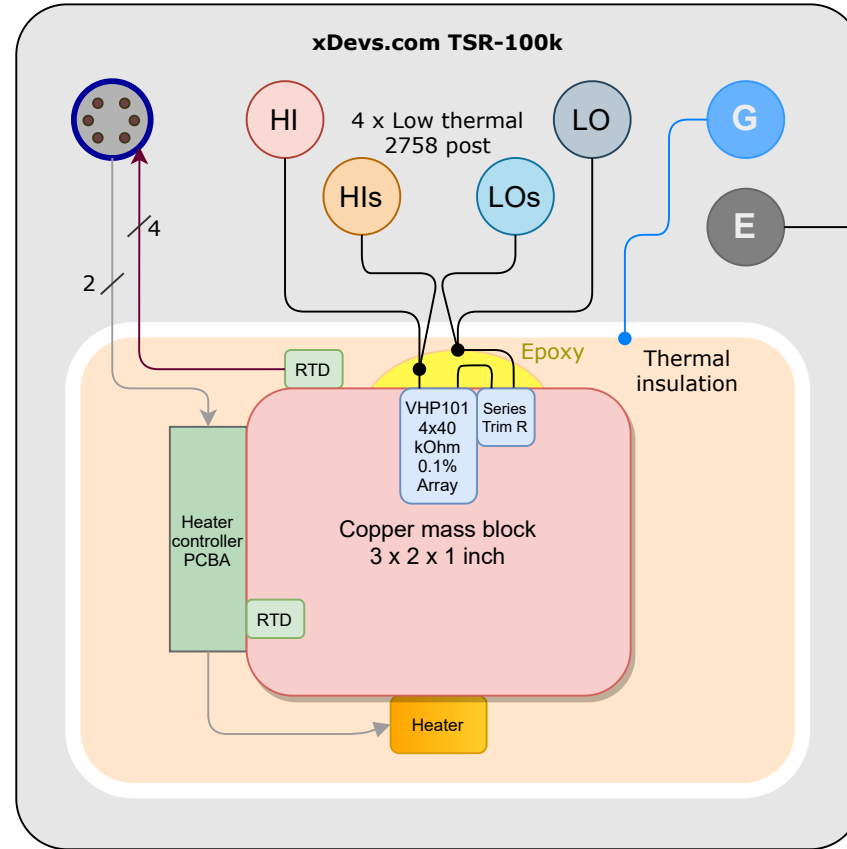 xDevs.com TSR-100k
HI
4 x Low thermal
2758 post
LO
G
HIs
LOs
E
4
2
Epoxy
Thermal
insulation
RTD
VHP101
4x40
kOhm
0.1%
Array
Series
Trim R
Heater
controller
PCBA
Copper mass block
3 x 2 x 1 inch
RTD
Heater